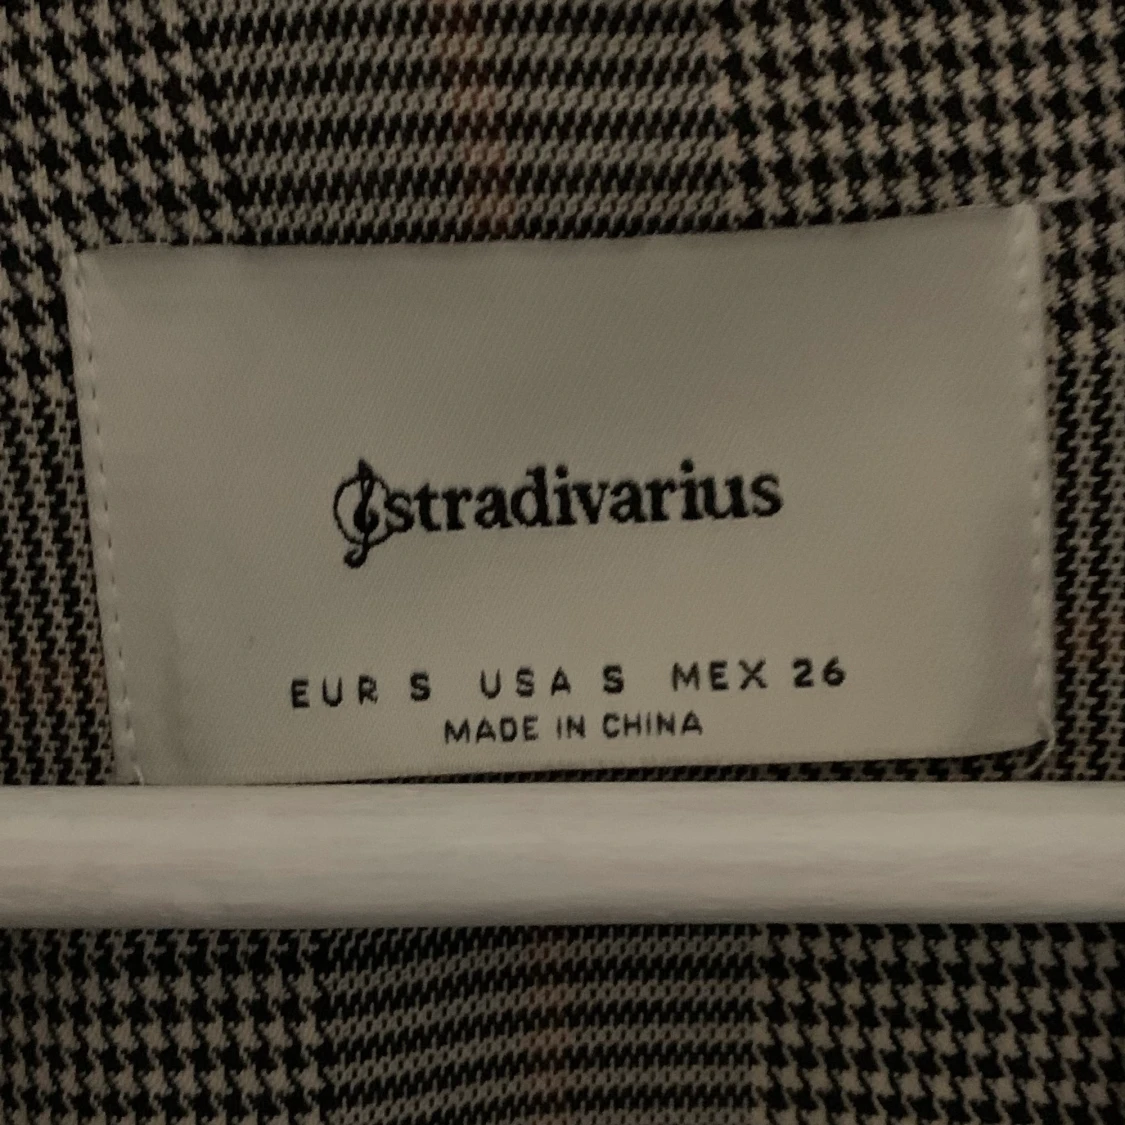 stradivarius
EUR S USA S MEX 26
MADE IN CHINA